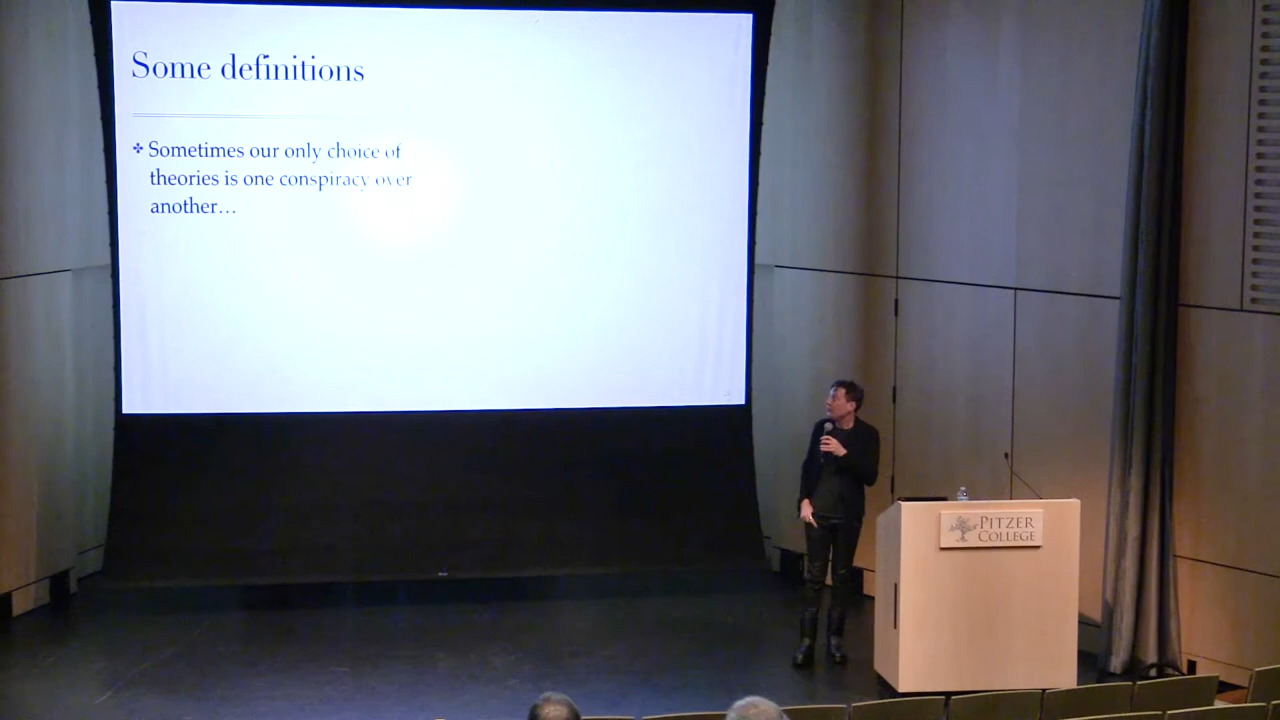 Some definitions
✤ Sometimes our only choice of
theories is one conspiracy over
another…
PITZER
COLLEGE